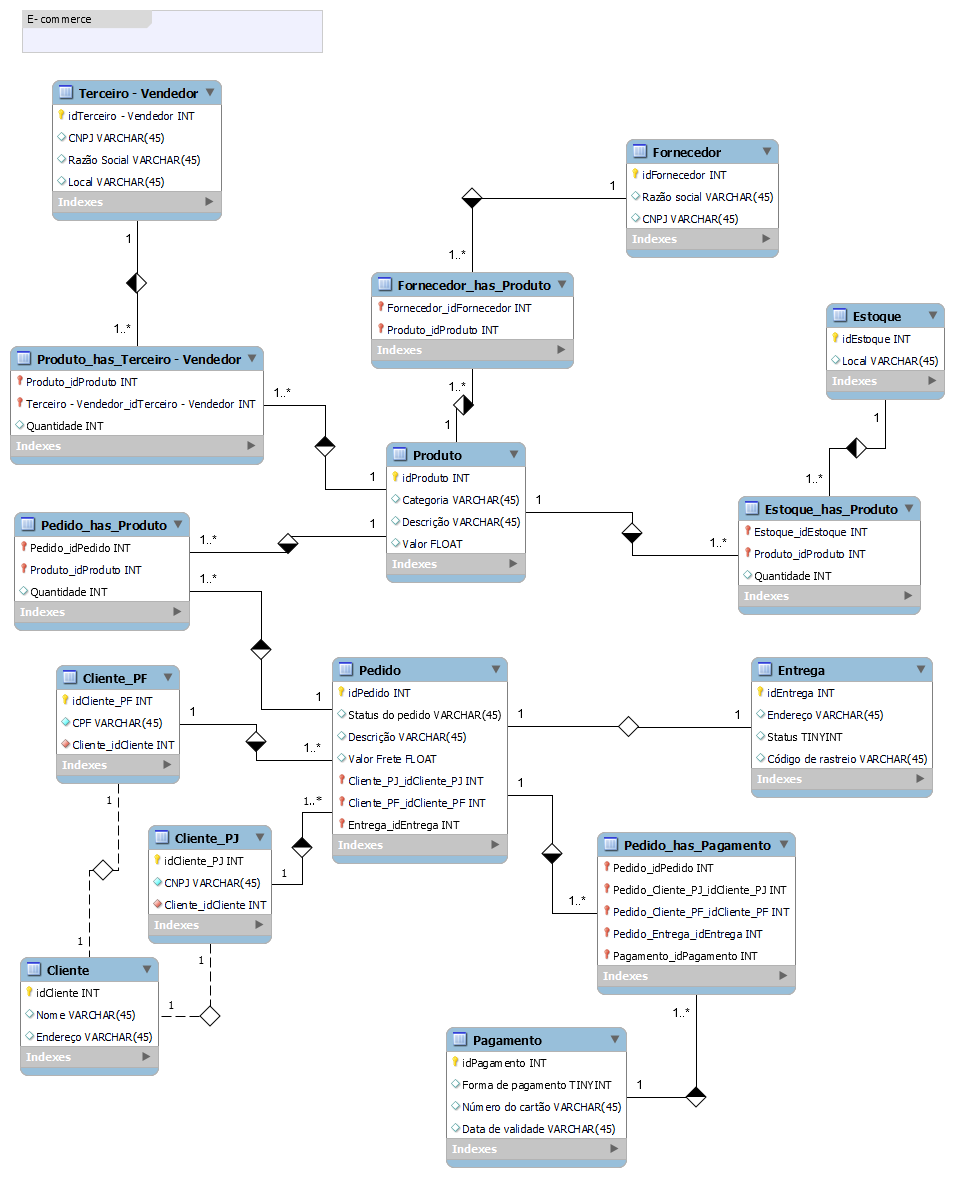 E- commerce
Terceiro - Vendedor
idTerceiro - Vendedor INT
CNPJ VARCHAR(45)
Razão Social VARCHAR(45)
Local VARCHAR(45)
Indexes
Fornecedor
idFornecedor INT
Razão social VARCHAR(45)
CNPJ VARCHAR(45)
Indexes
1
1
1..*
1..*
Fornecedor_has_Produto
Fornecedor_idFornecedor INT
Produto_idProduto INT
Indexes
Estoque
idEstoque INT
Local VARCHAR(45)
Indexes
Produto_has_Terceiro - Vendedor
Produto_idProduto INT
Terceiro - Vendedor_idTerceiro - Vendedor INT
Quantidade INT
Indexes
1..*
1
1..*
1
1
1..*
Produto
idProduto INT
Categoria VARCHAR(45)
Descrição VARCHAR(45)
Valor FLOAT
Indexes
1
1..*
Estoque_has_Produto
Estoque_idEstoque INT
Produto_idProduto INT
Quantidade INT
Indexes
Pedido_has_Produto
Pedido_idPedido INT
Produto_idProduto INT
Quantidade INT
Indexes
1
1..*
1..*
1
Cliente_PF
idCliente_PF INT
CPF VARCHAR(45)
Cliente_idCliente INT
Indexes
1
1..*
Pedido
idPedido INT
Status do pedido VARCHAR(45)
Descrição VARCHAR(45)
Valor Frete FLOAT
Cliente_PJ_idCliente_PJ INT
Cliente_PF_idCliente_PF INT
Entrega_idEntrega INT
Indexes
1
1
Entrega
idEntrega INT
Endereço VARCHAR(45)
Status TINYINT
Código de rastreio VARCHAR(45)
Indexes
1
1..*
1
1
1..*
Cliente_PJ
idCliente_PJ INT
CNPJ VARCHAR(45)
Cliente_idCliente INT
Indexes
Pedido_has_Pagamento
Pedido_idPedido INT
Pedido_Cliente_PJ_idCliente_PJ INT
Pedido_Cliente_PF_idCliente_PF INT
Pedido_Entrega_idEntrega INT
Pagamento_idPagamento INT
Indexes
1
1
1
Cliente
idCliente INT
Nome VARCHAR(45)
Endereço VARCHAR(45)
Indexes
1..*
1
Pagamento
idPagamento INT
Forma de pagamento TINYINT
Número do cartão VARCHAR(45)
Data de validade VARCHAR(45)
Indexes